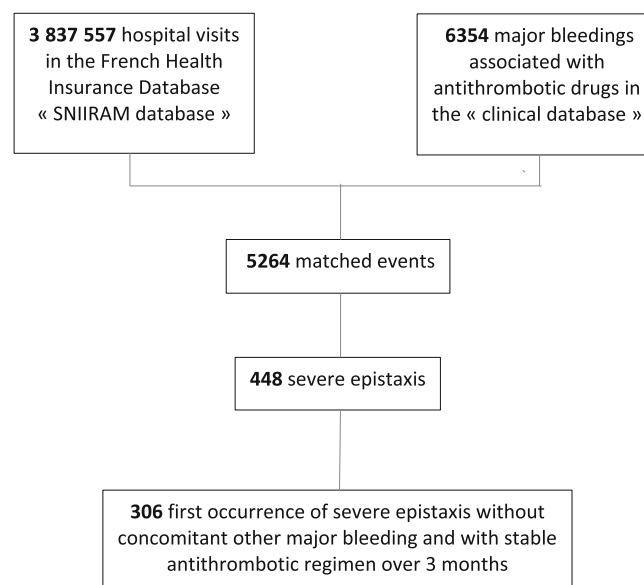 3 837 557 hospital visits
in the French Health
Insurance Database
« SNIIRAM database »
6354 major bleedings
associated with
antithrombotic drugs in
the « clinical database »
5264 matched events
448 severe epistaxis
306 first occurrence of severe epistaxis without
concomitant other major bleeding and with stable
antithrombotic regimen over 3 months